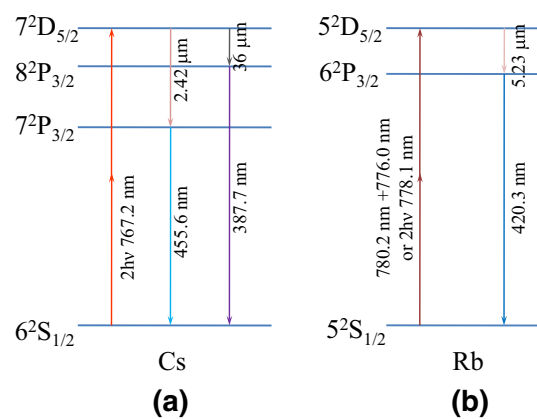 7²D₅/₂
8²P₃/₂
7²P₃/₂
6²S₁/₂
2hν 767.2 nm
2.42 μm
36 μm
455.6 nm
387.7 nm
Cs
(a)
5²D₅/₂
6²P₃/₂
5²S₁/₂
780.2 nm +776.0 nm
or 2hν 778.1 nm
5.23 μm
420.3 nm
Rb
(b)